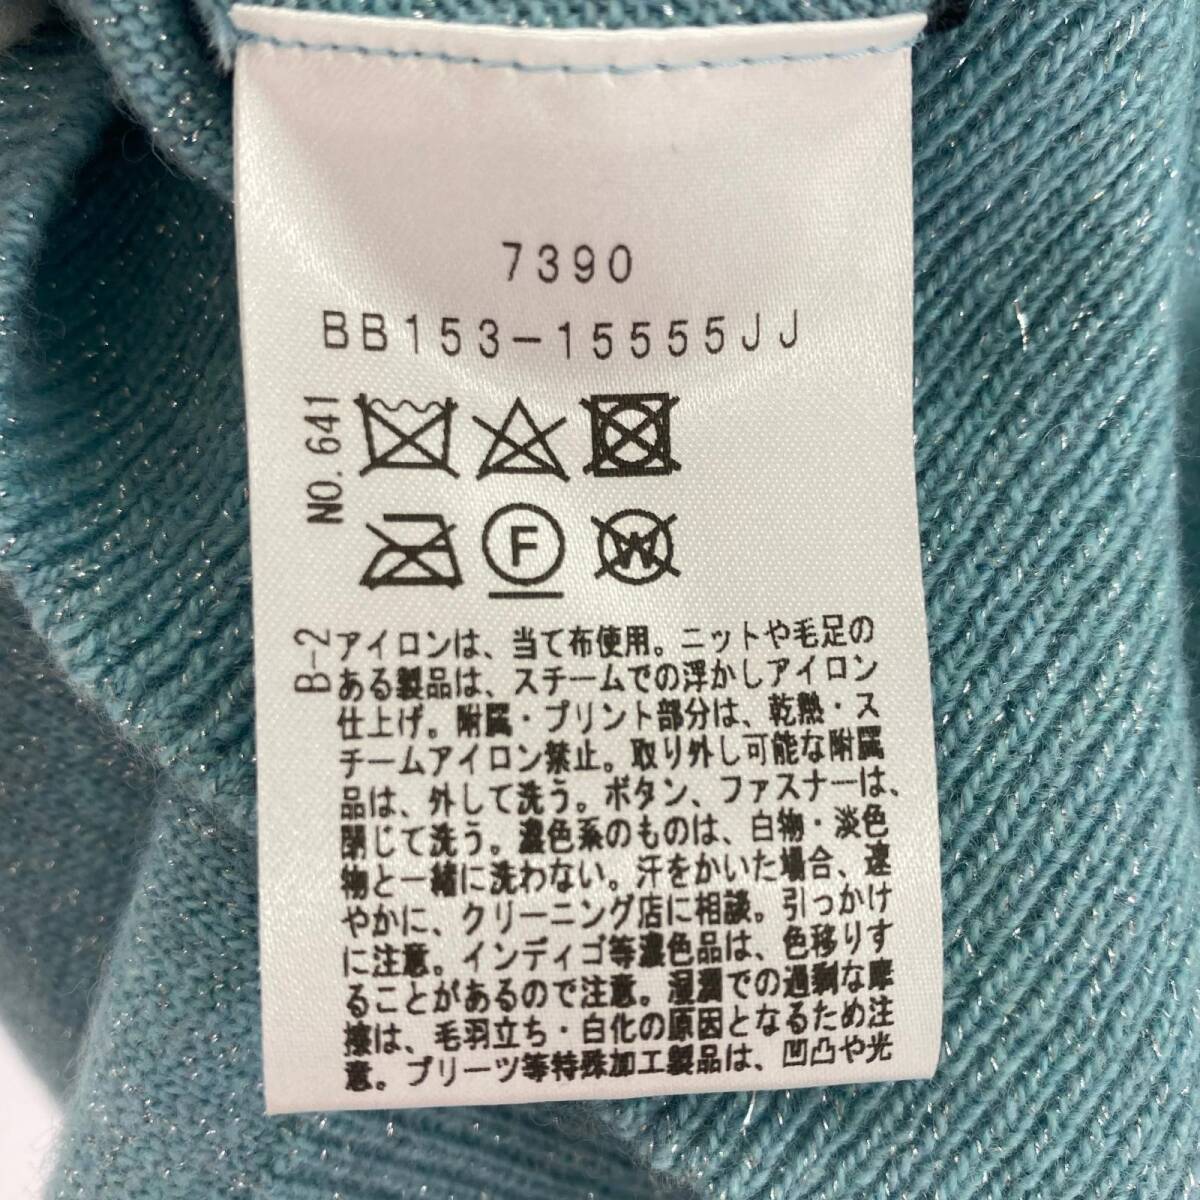 7390
BB153-15555JJ
NO.641
F
W
B-2
アイロンは、当て布使用。ニットや毛足の
ある製品は、スチームでの浮かしアイロン
仕上げ。附属・プリント部分は、乾熱・ス
チームアイロン禁止。取り外し可能な附属
品は、外して洗う。ボタン、ファスナーは、
閉じて洗う。濃色系のものは、白物・淡色
物と一緒に洗わない。汗をかいた場合、速
やかに、クリーニング店に相談。引っかけ
に注意。インディゴ等濃色品は、色移りす
ることがあるので注意。湿潤での過剰な摩
擦は、毛羽立ち・白化の原因となるため注
意。プリーツ等特殊加工製品は、凹凸や光